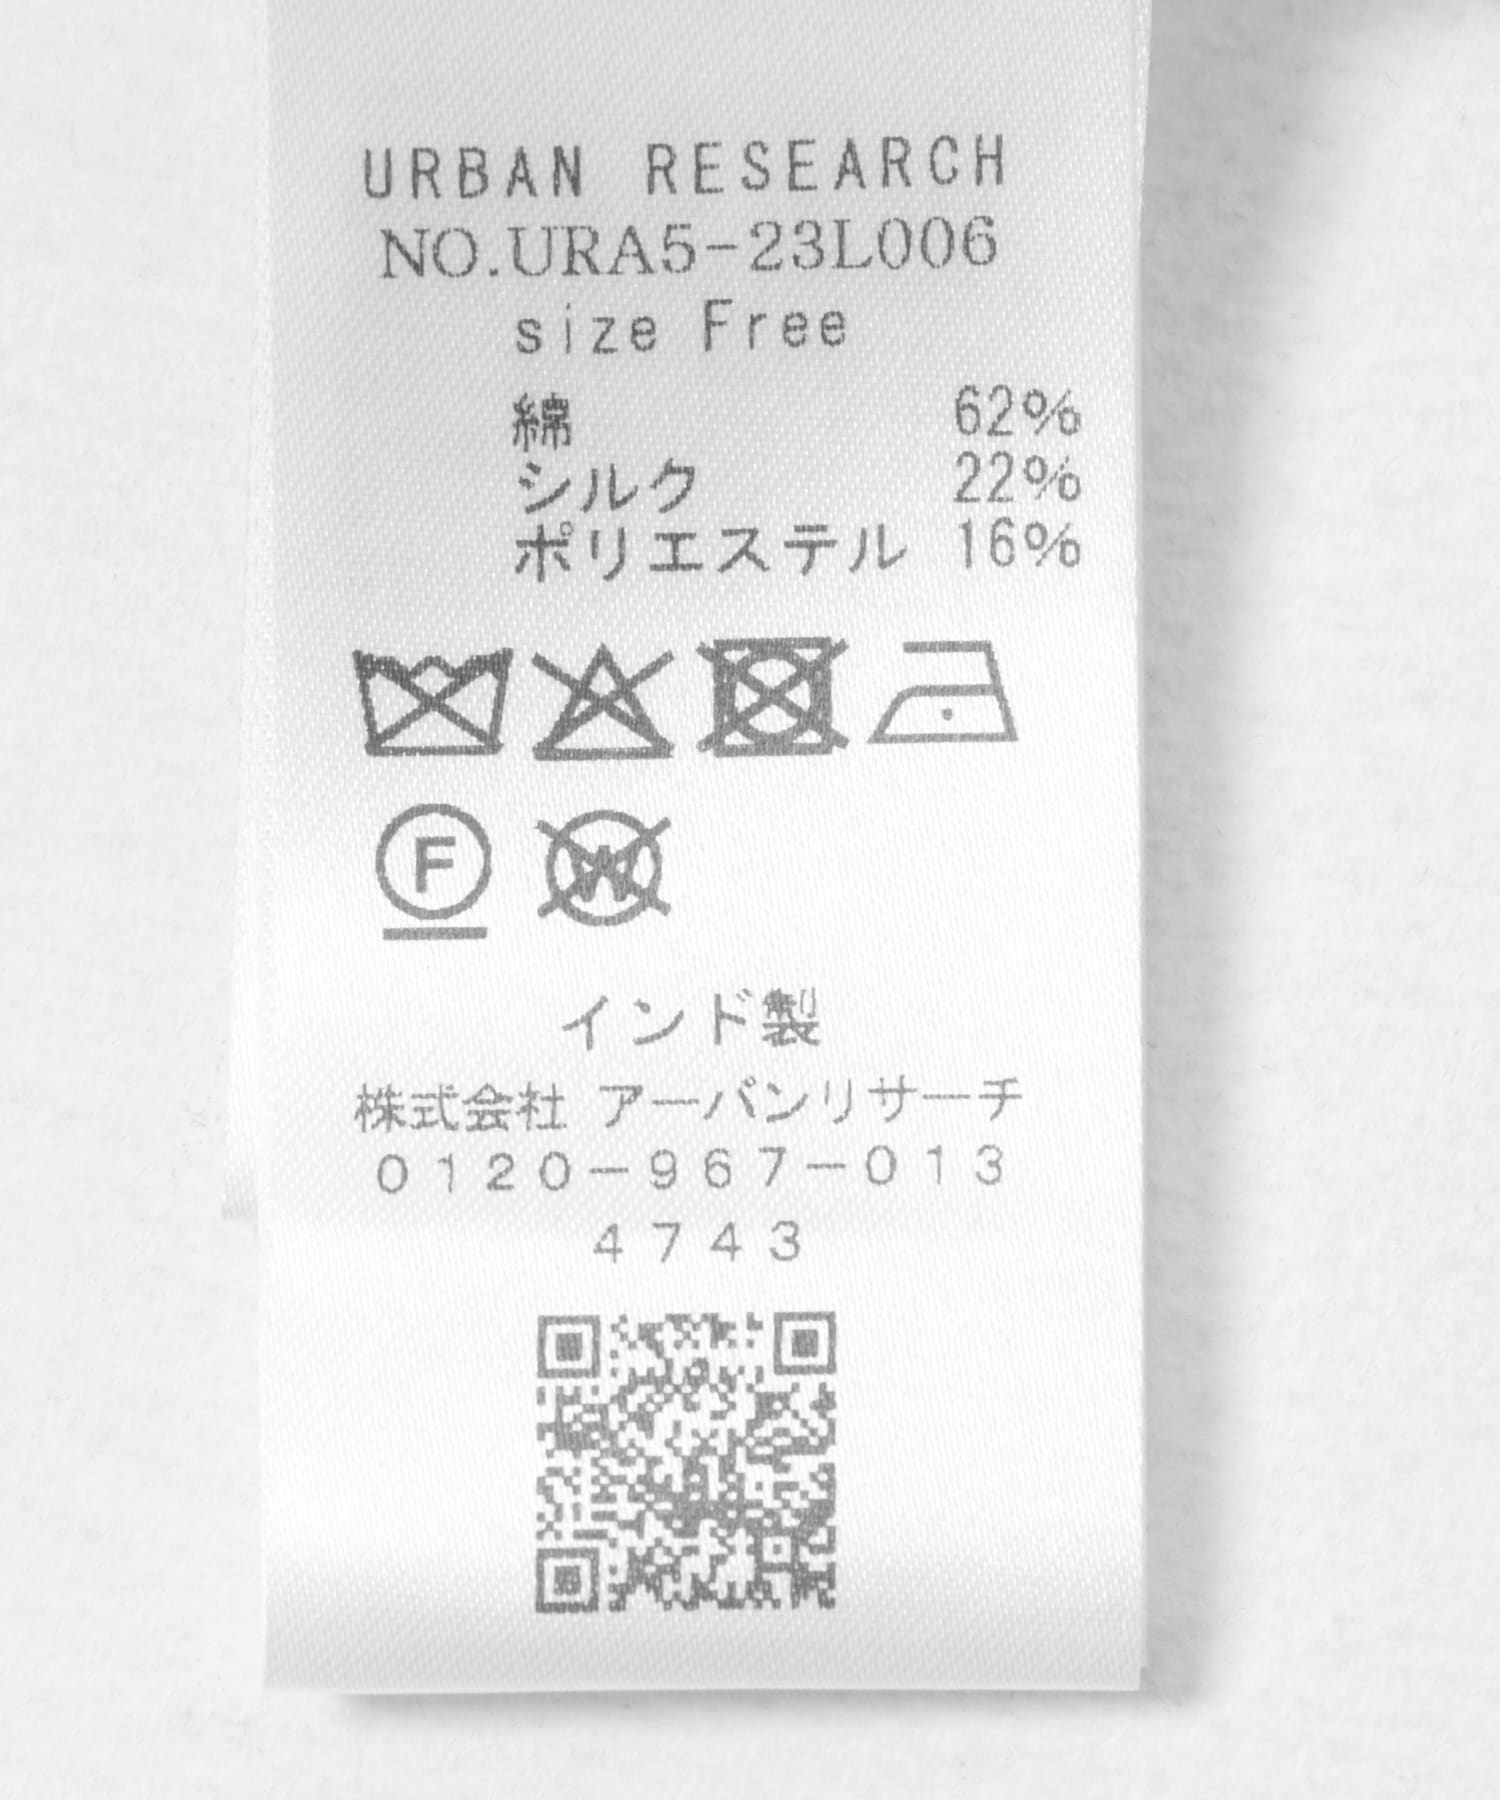 URBAN RESEARCH
NO.URA5-23L006
size Free
綿 62%
シルク 22%
ポリエステル 16%
F W
インド製
株式会社 アーバンリサーチ
0120-967-013
4743